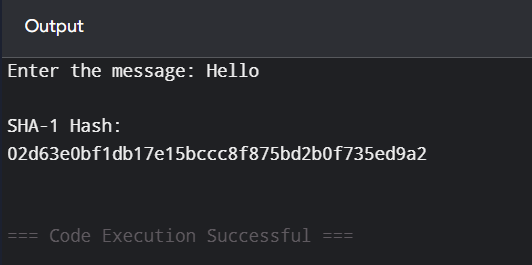 Output
Enter the message: Hello
SHA-1 Hash:
02d63e0bf1db17e15bccc8f875bd2b0f735ed9a2
=== Code Execution Successful ===